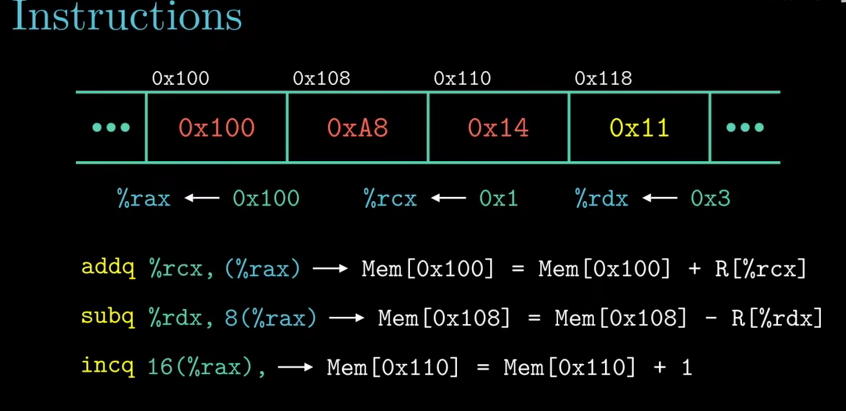 Instructions
0x100 0x108 0x110 0x118
••• 0x100 0xA8 0x14 0x11 •••
%rax ← 0x100 %rcx ← 0x1 %rdx ← 0x3
addq %rcx, (%rax) → Mem[0x100] = Mem[0x100] + R[%rcx]
subq %rdx, 8(%rax) → Mem[0x108] = Mem[0x108] - R[%rdx]
incq 16(%rax), → Mem[0x110] = Mem[0x110] + 1